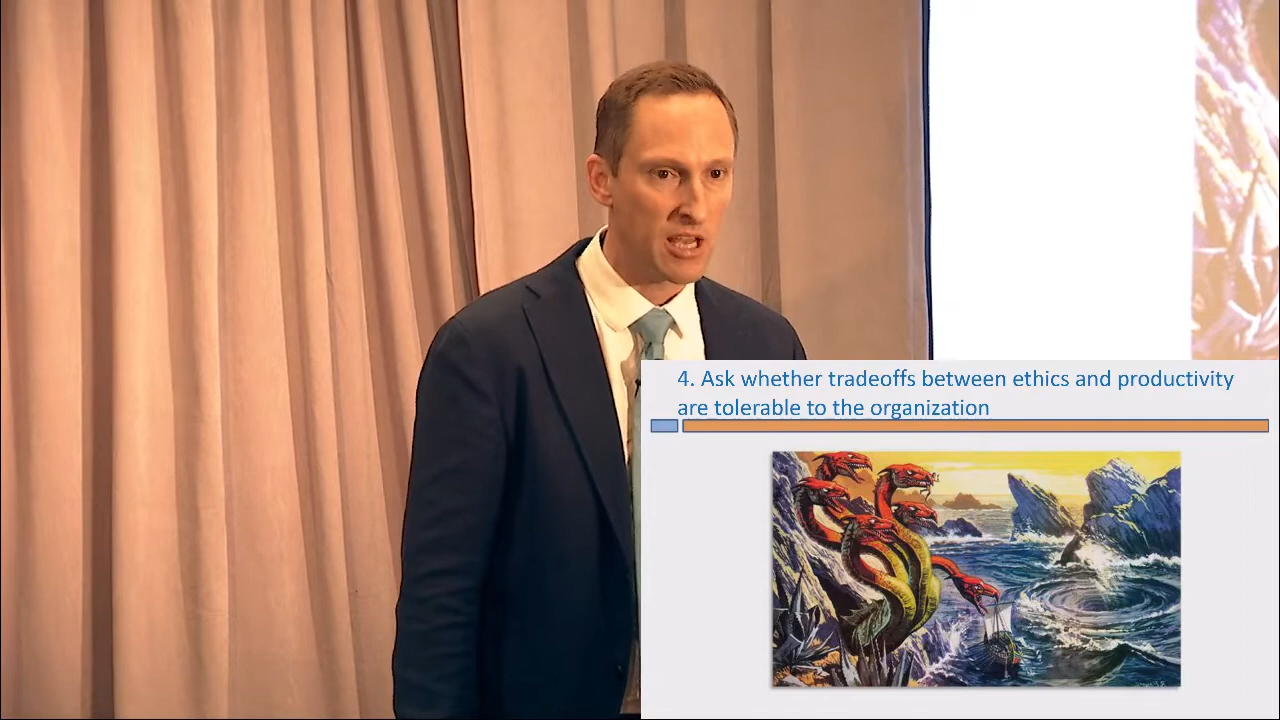 4. Ask whether tradeoffs between ethics and productivity
are tolerable to the organization